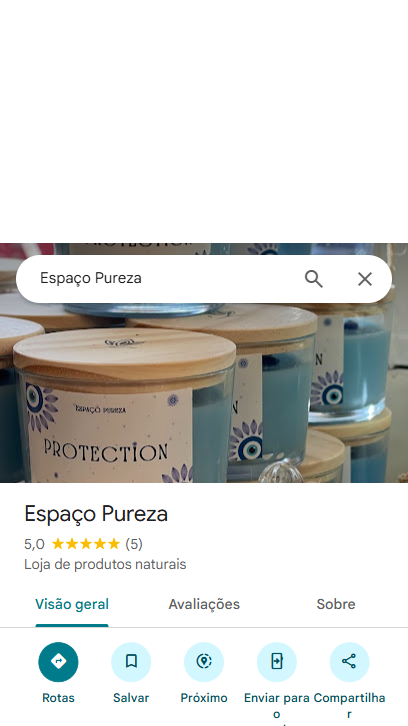 PROTECTION
Espaço Pureza
ESPAÇO PUREZA
PROTECTION
N
N
Espaço Pureza
5,0 (5)
Loja de produtos naturais
Visão geral Avaliações Sobre
Rotas Salvar Próximo Enviar para Compartilha
o r